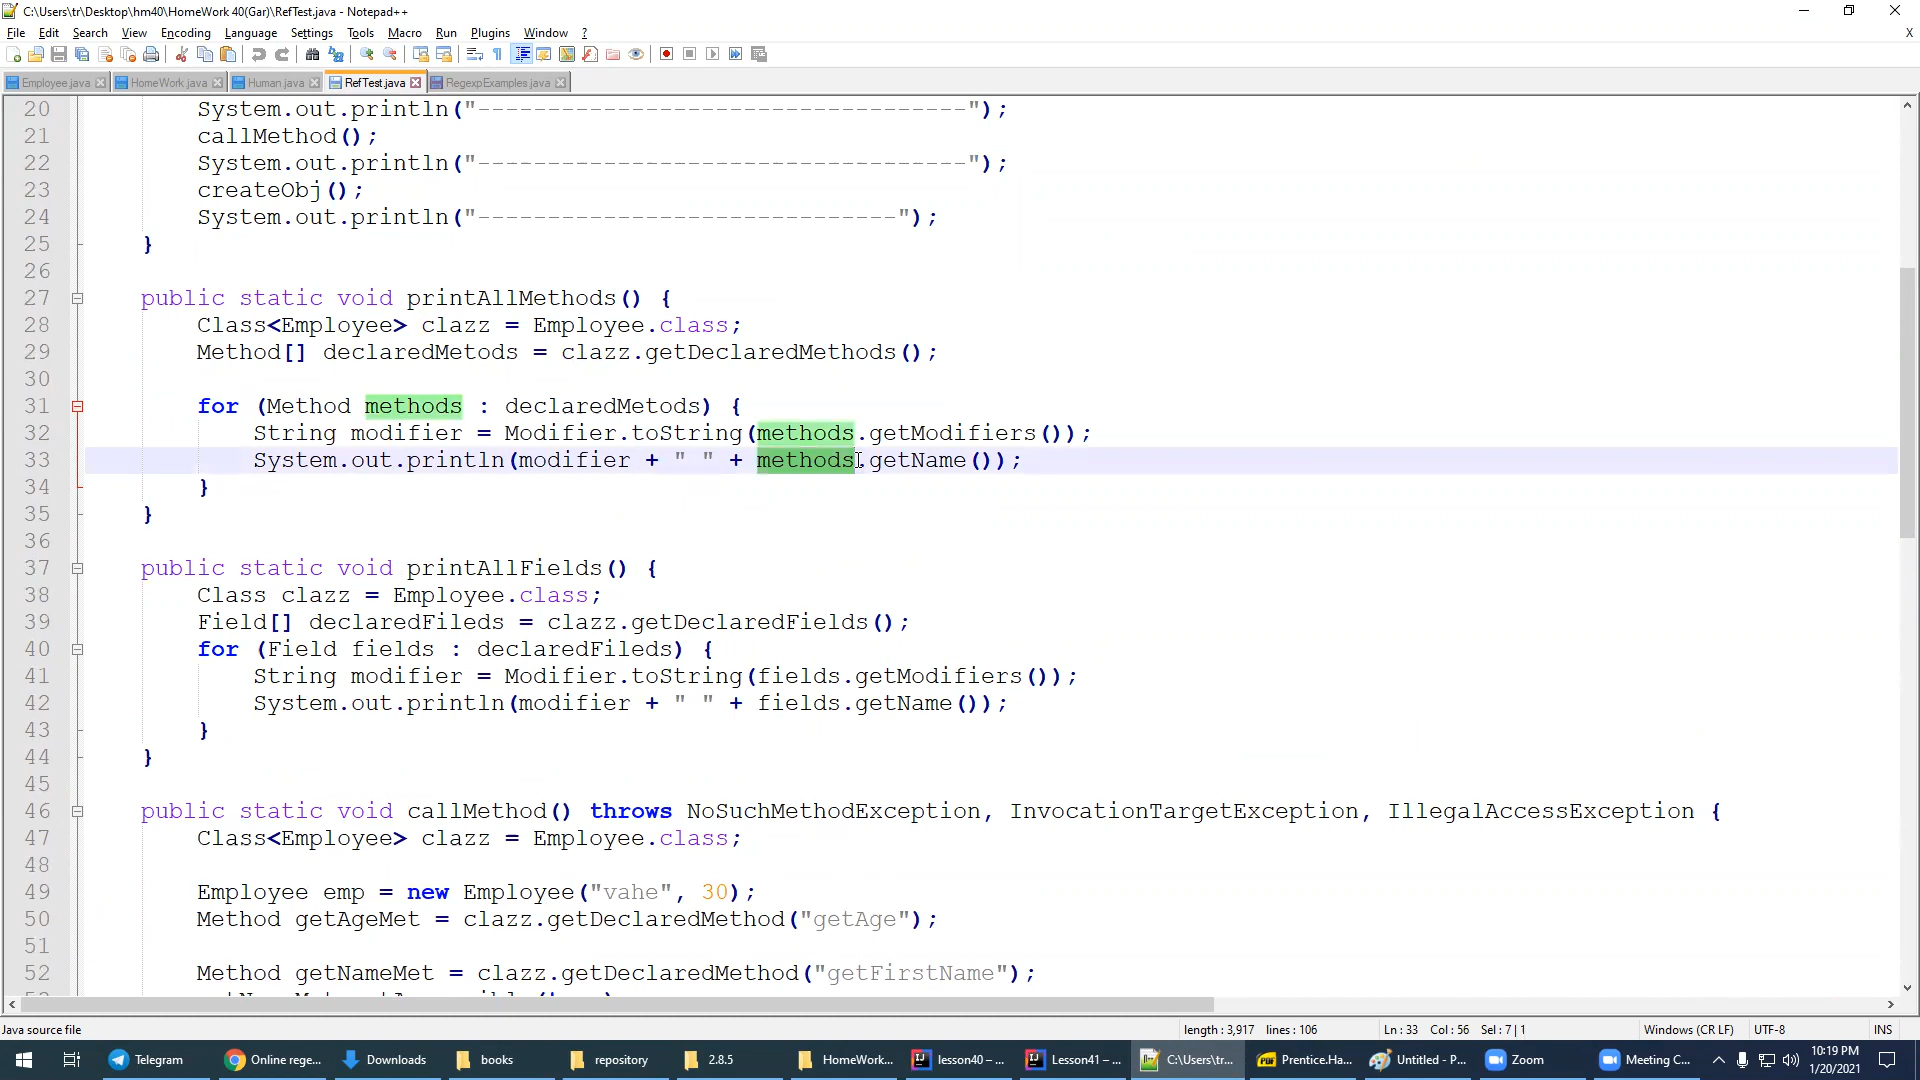 C:\Users\tr\Desktop\hm40\HomeWork 40(Gar)\RefTest.java - Notepad++
File Edit Search View Encoding Language Settings Tools Macro Run Plugins Window ? X
Employee.java HomeWork.java Human.java RefTest.java RegexpExamples.java
20 System.out.println("-----------------------------------");
21 callMethod();
22 System.out.println("-----------------------------------");
23 createObj();
24 System.out.println("------------------------------");
25 }
26
27 public static void printAllMethods() {
28 Class<Employee> clazz = Employee.class;
29 Method[] declaredMetods = clazz.getDeclaredMethods();
30
31 for (Method methods : declaredMetods) {
32 String modifier = Modifier.toString(methods.getModifiers());
33 System.out.println(modifier + " " + methods.getName());
34 }
35 }
36
37 public static void printAllFields() {
38 Class clazz = Employee.class;
39 Field[] declaredFileds = clazz.getDeclaredFields();
40 for (Field fields : declaredFileds) {
41 String modifier = Modifier.toString(fields.getModifiers());
42 System.out.println(modifier + " " + fields.getName());
43 }
44 }
45
46 public static void callMethod() throws NoSuchMethodException, InvocationTargetException, IllegalAccessException {
47 Class<Employee> clazz = Employee.class;
48
49 Employee emp = new Employee("vahe", 30);
50 Method getAgeMet = clazz.getDeclaredMethod("getAge");
51
52 Method getNameMet = clazz.getDeclaredMethod("getFirstName");
Java source file length : 3,917 lines : 106 Ln : 33 Col : 56 Sel : 7 | 1 Windows (CR LF) UTF-8 INS
Telegram Online rege... Downloads books repository 2.8.5 HomeWork... lesson40 – ... Lesson41 – ... C:\Users\tr... Prentice.Ha... Untitled - P... Zoom Meeting C... 10:19 PM
1/20/2021